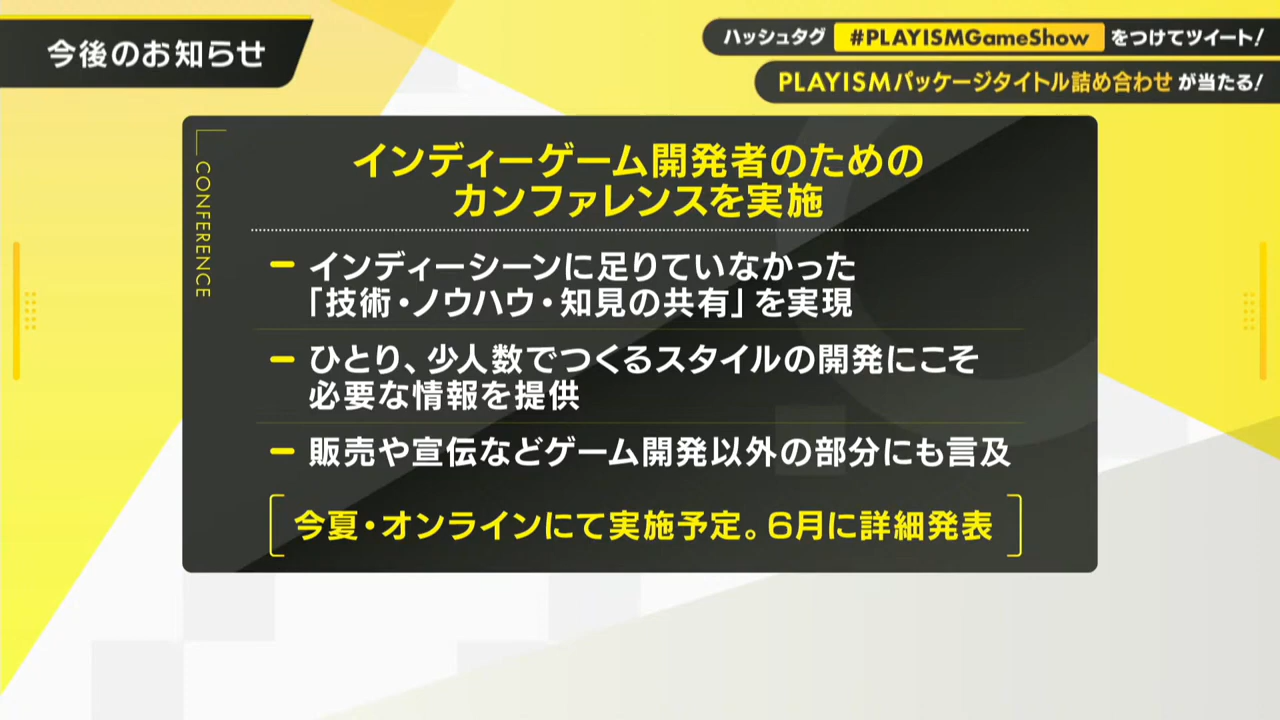 今後のお知らせ
ハッシュタグ #PLAYISMGameShow をつけてツイート!
PLAYISMパッケージタイトル詰め合わせ が当たる!
CONFERENCE
インディーゲーム開発者のための
カンファレンスを実施
ー インディーシーンに足りていなかった
「技術・ノウハウ・知見の共有」を実現
ー ひとり、少人数でつくるスタイルの開発にこそ
必要な情報を提供
ー 販売や宣伝などゲーム開発以外の部分にも言及
[今夏・オンラインにて実施予定。6月に詳細発表]